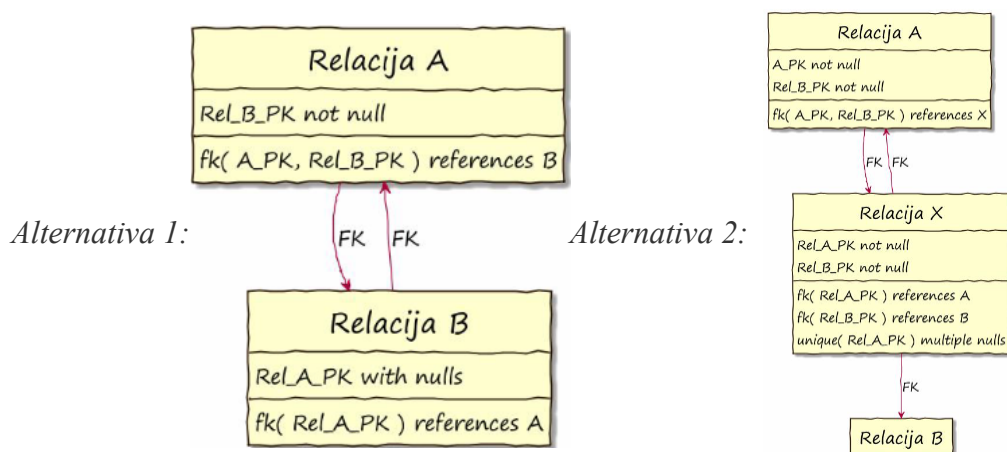 Alternativa 1:
Relacija A
Rel_B_PK not null
fk( A_PK, Rel_B_PK ) references B
FK
FK
Relacija B
Rel_A_PK with nulls
fk( Rel_A_PK ) references A
Alternativa 2:
Relacija A
A_PK not null
Rel_B_PK not null
fk( A_PK, Rel_B_PK ) references X
FK
FK
Relacija X
Rel_A_PK not null
Rel_B_PK not null
fk( Rel_A_PK ) references A
fk( Rel_B_PK ) references B
unique( Rel_A_PK ) multiple nulls
FK
Relacija B